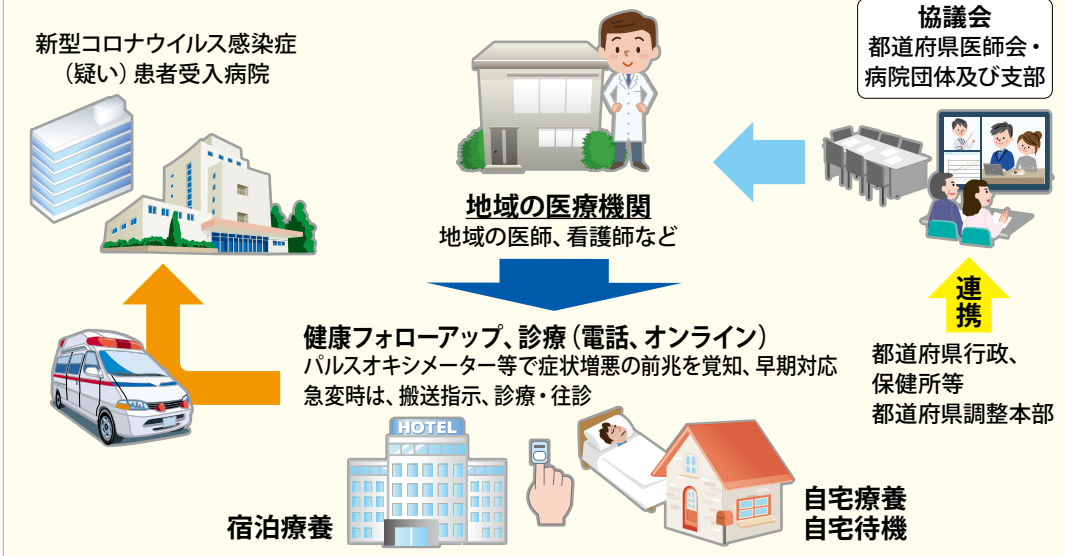 新型コロナウイルス感染症
（疑い）患者受入病院
協議会
都道府県医師会・
病院団体及び支部
地域の医療機関
地域の医師、看護師など
連携
都道府県行政、
保健所等
都道府県調整本部
健康フォローアップ、診療（電話、オンライン）
パルスオキシメーター等で症状増悪の前兆を覚知、早期対応
急変時は、搬送指示、診療・往診
HOTEL
宿泊療養
自宅療養
自宅待機